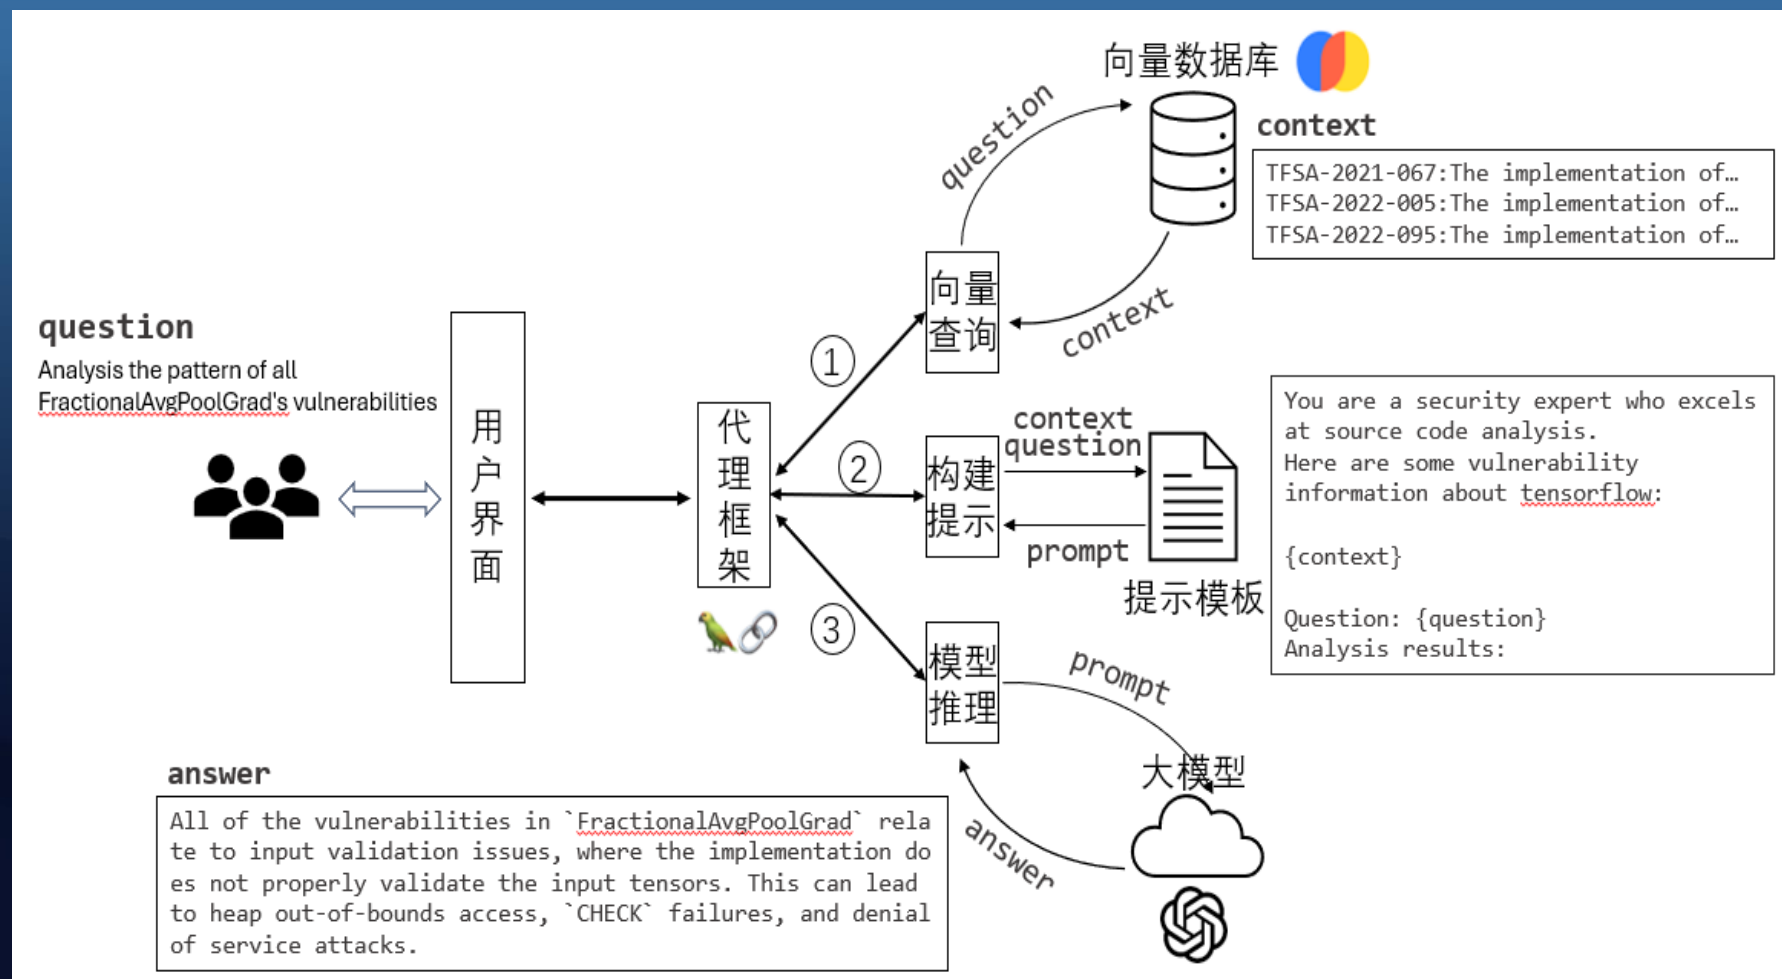 向量数据库
question
context
TFSA-2021-067:The implementation of…
TFSA-2022-005:The implementation of…
TFSA-2022-095:The implementation of…
向量
查询
context
question
Analysis the pattern of all
FractionalAvgPoolGrad's vulnerabilities
用
户
界
面
①
代
理
框
架
②
构建
提示
context
question
prompt
提示模板
You are a security expert who excels
at source code analysis.
Here are some vulnerability
information about tensorflow:
{context}
Question: {question}
Analysis results:
③
模型
推理
prompt
大模型
answer
answer
All of the vulnerabilities in `FractionalAvgPoolGrad` rela
te to input validation issues, where the implementation do
es not properly validate the input tensors. This can lead
to heap out-of-bounds access, `CHECK` failures, and denial
of service attacks.